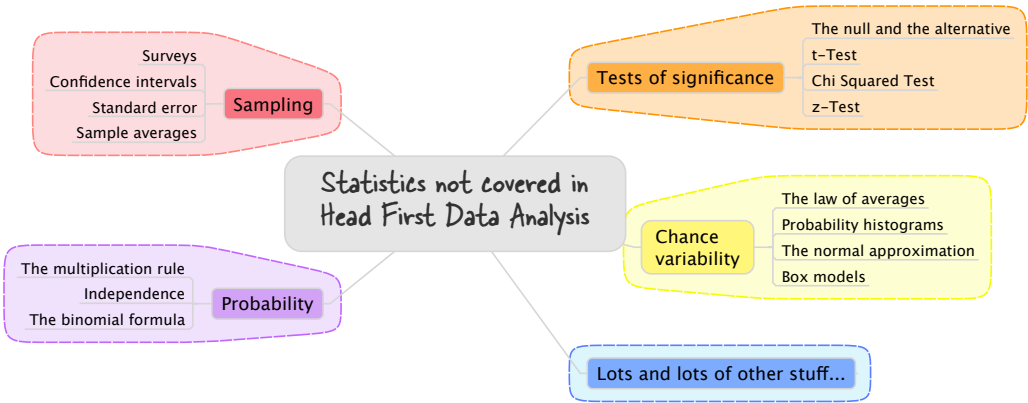 Statistics not covered in
Head First Data Analysis
Surveys
Confidence intervals
Standard error
Sample averages
Sampling
Tests of significance
The null and the alternative
t-Test
Chi Squared Test
z-Test
Chance
variability
The law of averages
Probability histograms
The normal approximation
Box models
The multiplication rule
Independence
The binomial formula
Probability
Lots and lots of other stuff...